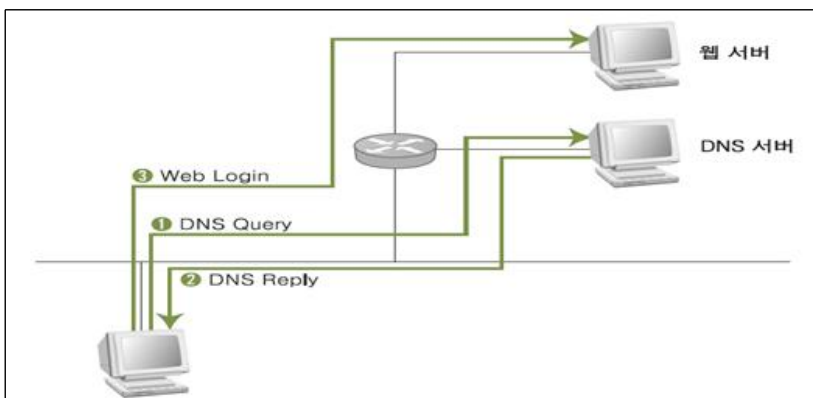 웹 서버
DNS 서버
❸ Web Login
❶ DNS Query
❷ DNS Reply